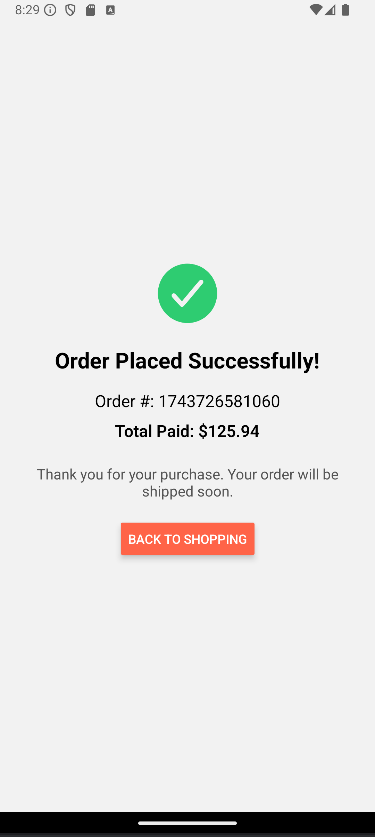 8:29
Order Placed Successfully!
Order #: 1743726581060
Total Paid: $125.94
Thank you for your purchase. Your order will be
shipped soon.
BACK TO SHOPPING